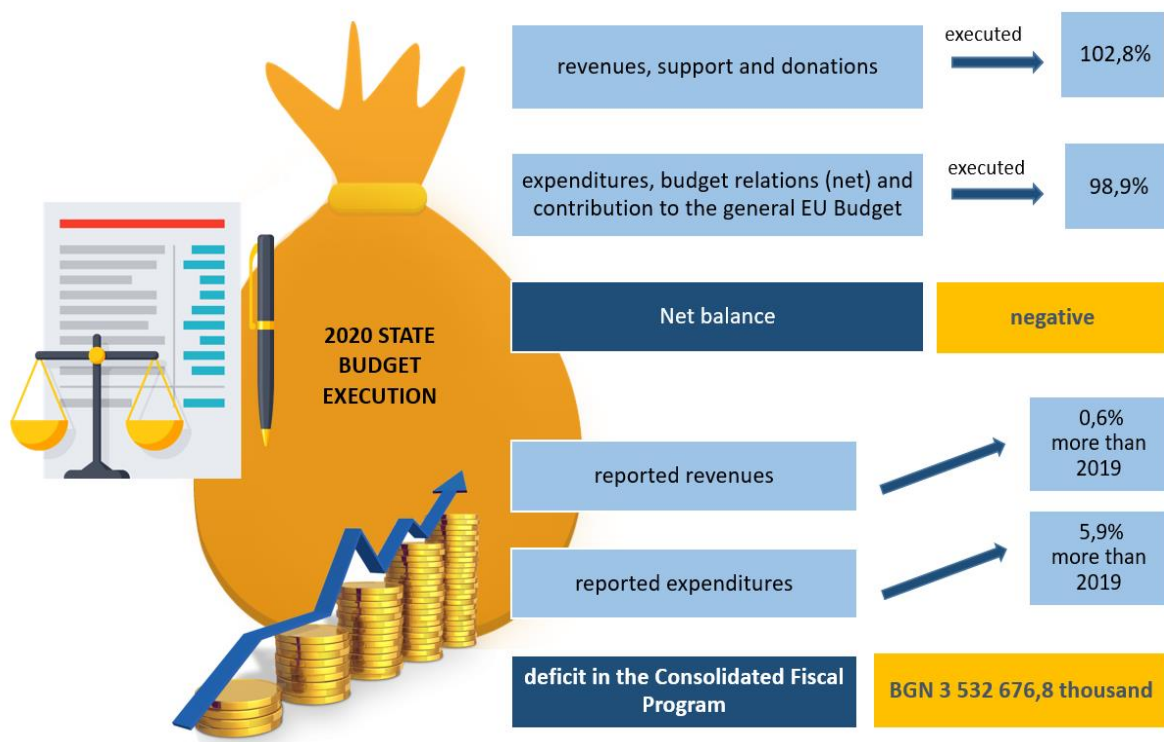 2020 STATE
BUDGET
EXECUTION
revenues, support and donations
executed
102,8%
expenditures, budget relations (net) and
contribution to the general EU Budget
executed
98,9%
Net balance
negative
reported revenues
0,6%
more than
2019
reported expenditures
5,9%
more than
2019
deficit in the Consolidated Fiscal
Program
BGN 3 532 676,8 thousand